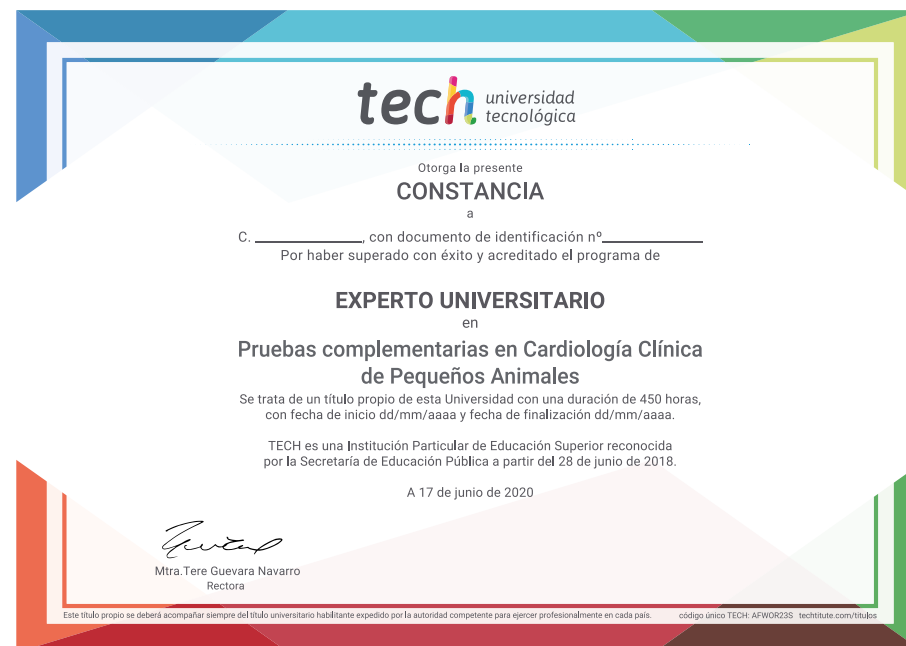 tech universidad
tecnológica
Otorga la presente
CONSTANCIA
a
C. ____________, con documento de identificación nº____________
Por haber superado con éxito y acreditado el programa de
EXPERTO UNIVERSITARIO
en
Pruebas complementarias en Cardiología Clínica
de Pequeños Animales
Se trata de un título propio de esta Universidad con una duración de 450 horas,
con fecha de inicio dd/mm/aaaa y fecha de finalización dd/mm/aaaa.
TECH es una Institución Particular de Educación Superior reconocida
por la Secretaría de Educación Pública a partir del 28 de junio de 2018.
A 17 de junio de 2020
Mtra.Tere Guevara Navarro
Rectora
Este título propio se deberá acompañar siempre del título universitario habilitante expedido por la autoridad competente para ejercer profesionalmente en cada país. código único TECH: AFWOR23S techtitute.com/titulos